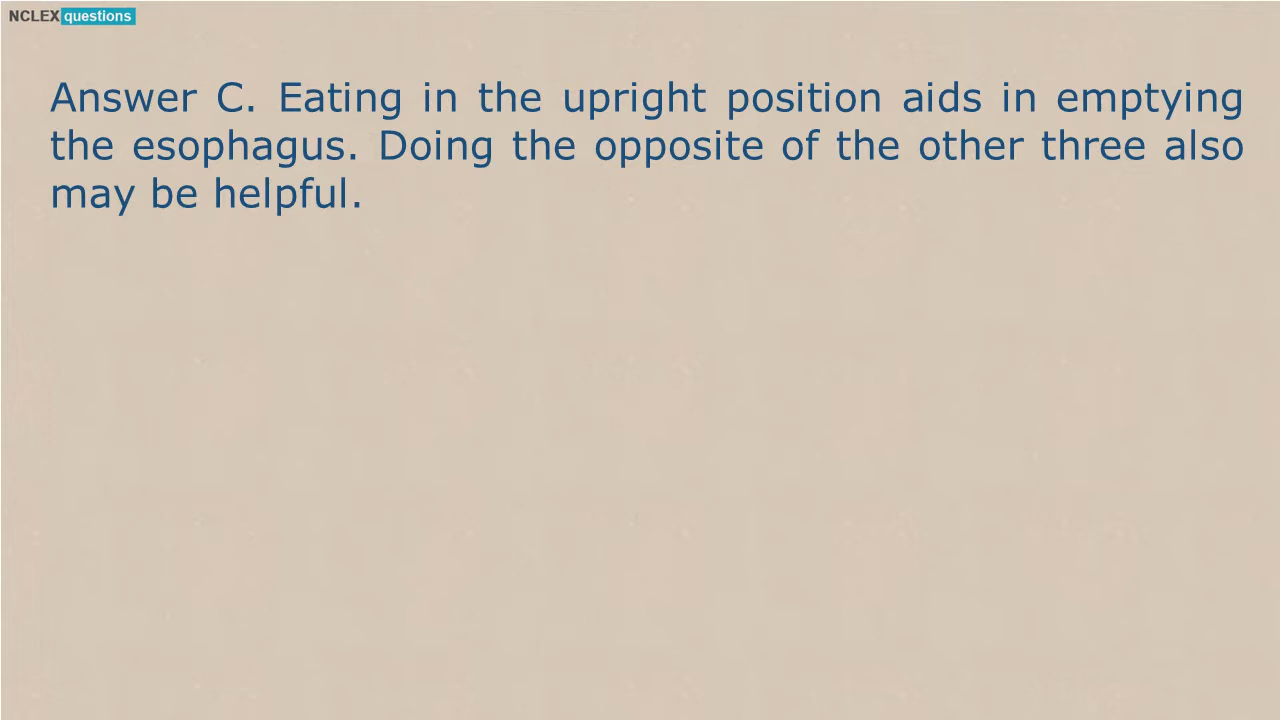 NCLEX questions
Answer C. Eating in the upright position aids in emptying
the esophagus. Doing the opposite of the other three also
may be helpful.